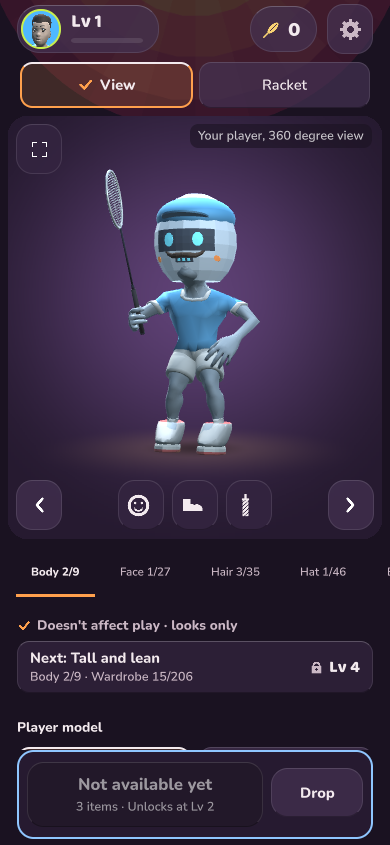 Lv 1
0
View
Racket
Your player, 360 degree view
Body 2/9
Face 1/27
Hair 3/35
Hat 1/46
Doesn't affect play · looks only
Next: Tall and lean
Body 2/9 · Wardrobe 15/206
Lv 4
Player model
Not available yet
3 items · Unlocks at Lv 2
Drop